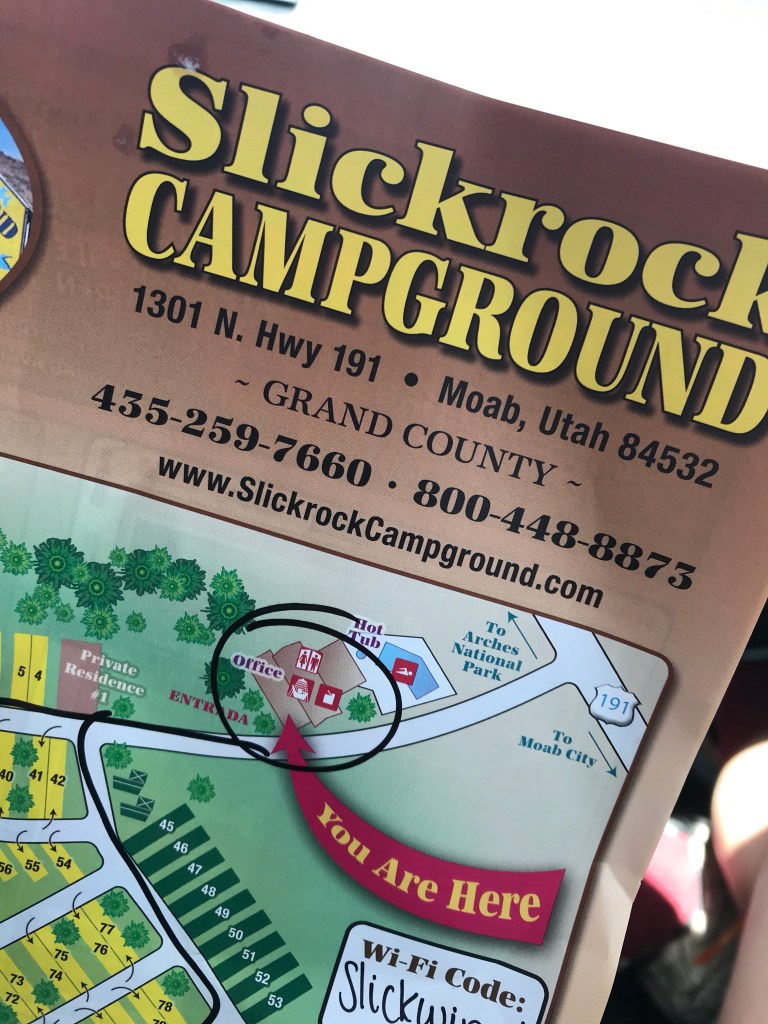 Slickrock
CAMPGROUND
1301 N. Hwy 191 • Moab, Utah 84532
~ GRAND COUNTY ~
435-259-7660 • 800-448-8873
www.SlickrockCampground.com
Hot
Tub
To
Arches
National
Park
Office
5 4
Private
Residence
#1
ENTRADA
191
To
Moab City
You Are Here
40 41 42
45
46
47
48
49
50
51
52
53
56 55 54
77
76
75
74
73
72
78
Wi-Fi Code: